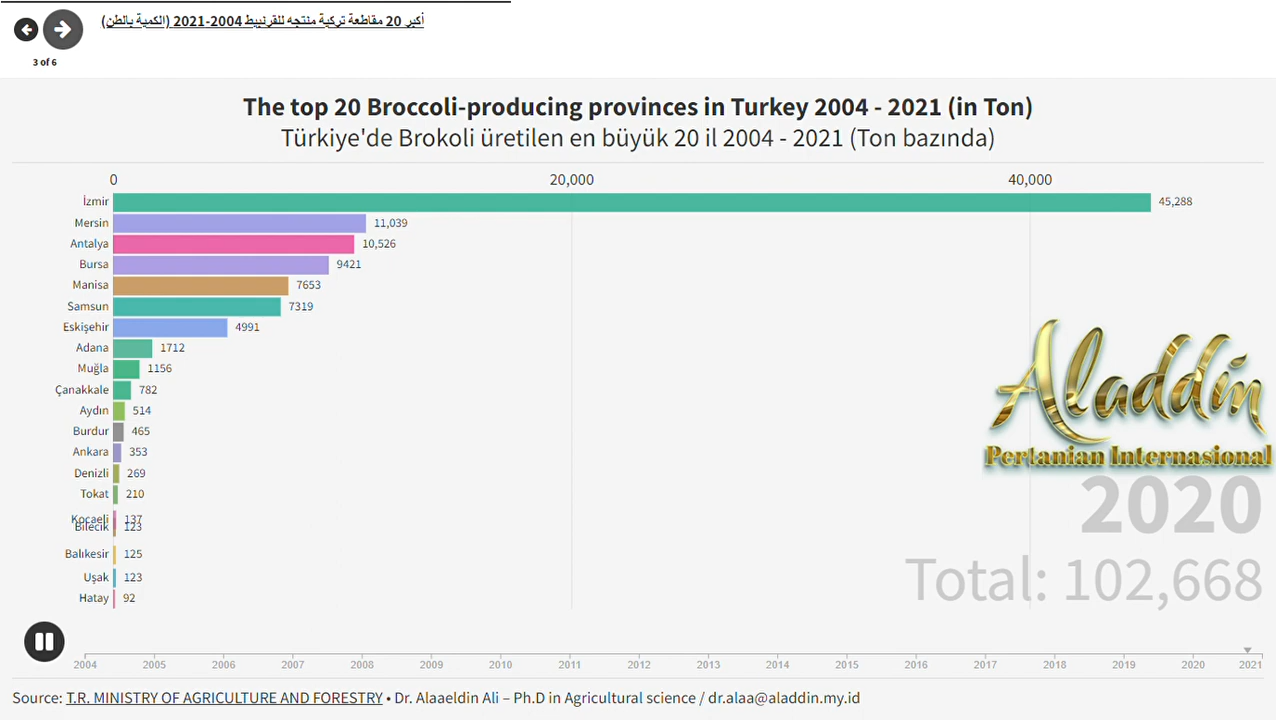 أكبر 20 مقاطعة تركية منتجه للقرنبيط 2004-2021 (الكمية بالطن)
3 of 6
The top 20 Broccoli-producing provinces in Turkey 2004 - 2021 (in Ton)
Türkiye'de Brokoli üretilen en büyük 20 il 2004 - 2021 (Ton bazında)
0 20,000 40,000
İzmir 45,288
Mersin 11,039
Antalya 10,526
Bursa 9421
Manisa 7653
Samsun 7319
Eskişehir 4991
Adana 1712
Muğla 1156
Çanakkale 782
Aydın 514
Burdur 465
Ankara 353
Denizli 269
Tokat 210
Kocaeli 137
Bilecik 123
Balıkesir 125
Uşak 123
Hatay 92
Aladdin
Pertanian Internasional
2020
Total: 102,668
2004 2005 2006 2007 2008 2009 2010 2011 2012 2013 2014 2015 2016 2017 2018 2019 2020 2021
Source: T.R. MINISTRY OF AGRICULTURE AND FORESTRY • Dr. Alaaeldin Ali – Ph.D in Agricultural science / dr.alaa@aladdin.my.id